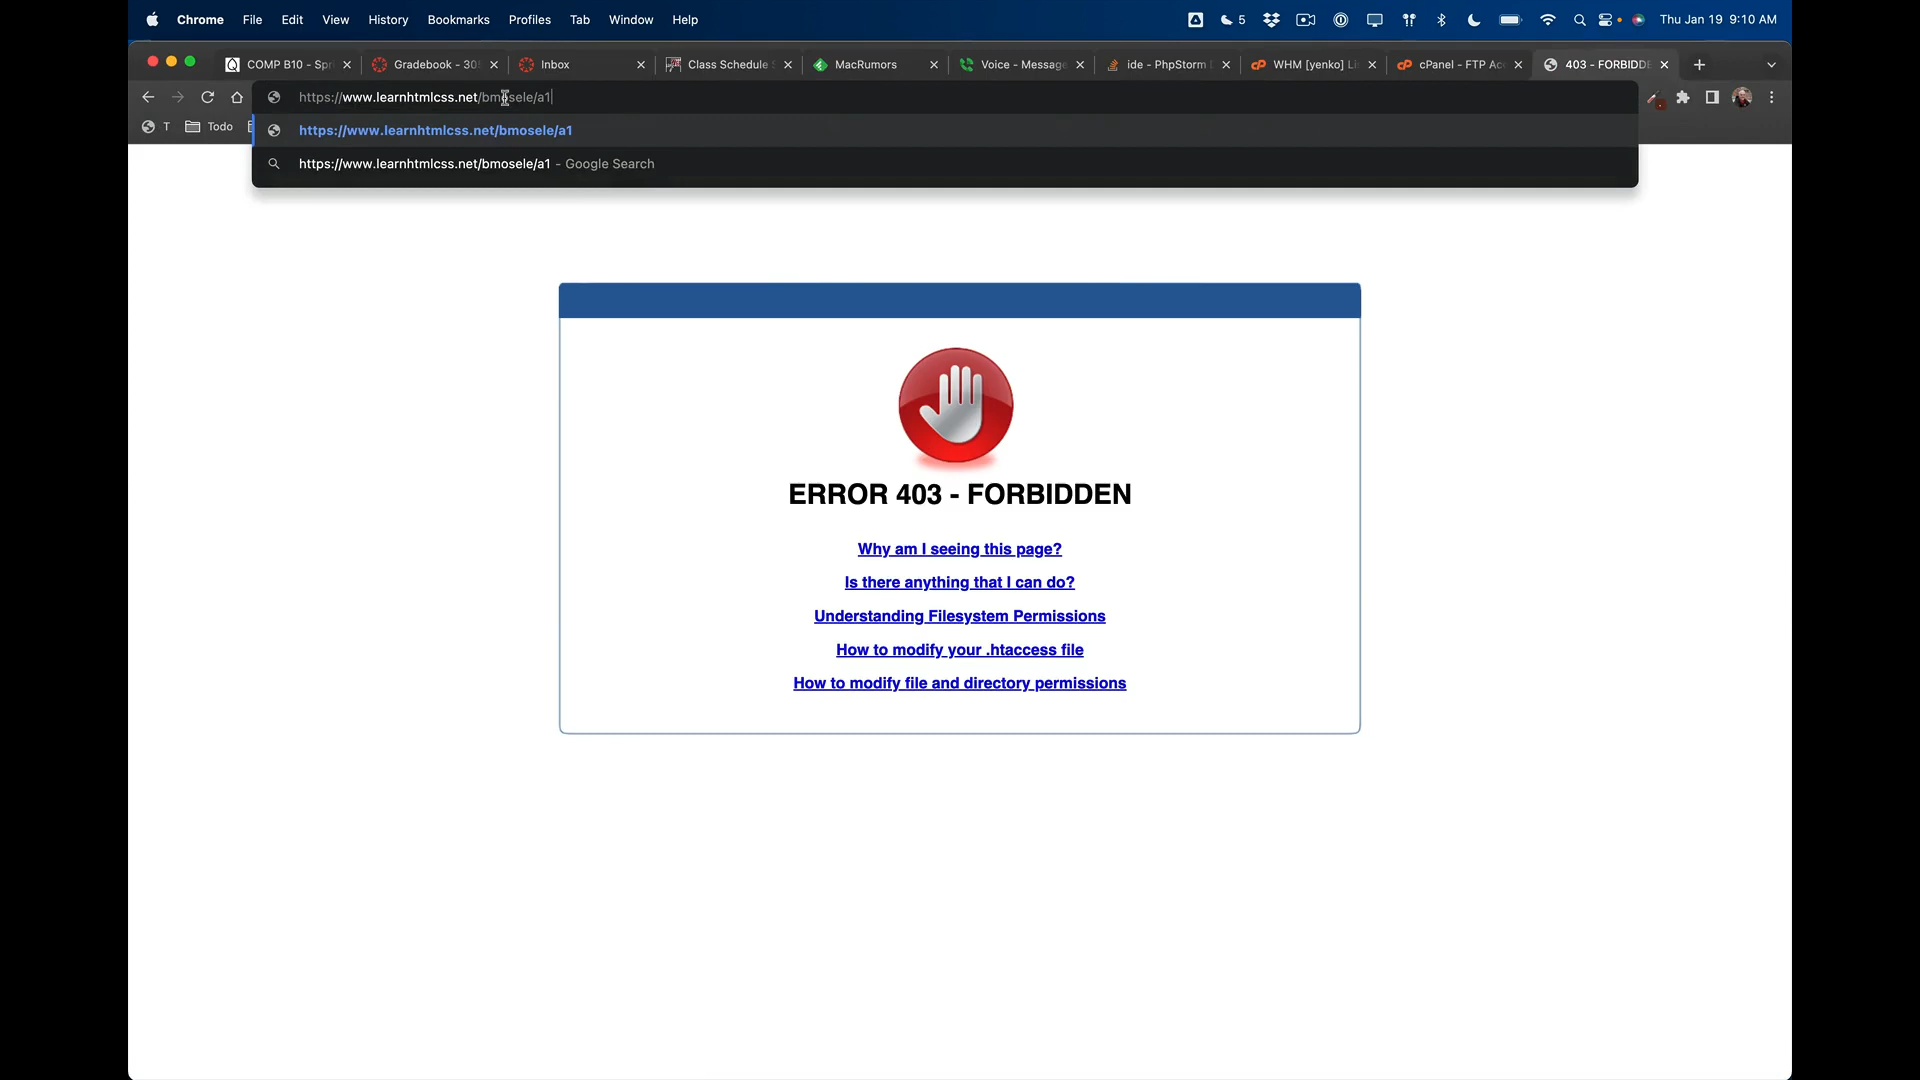 Chrome File Edit View History Bookmarks Profiles Tab Window Help 5 Thu Jan 19 9:10 AM
COMP B10 - Spr Gradebook - 30 Inbox Class Schedule MacRumors Voice - Message ide - PhpStorm WHM [yenko] Li cPanel - FTP Acc 403 - FORBIDDE
https://www.learnhtmlcss.net/bmosele/a1
T Todo
https://www.learnhtmlcss.net/bmosele/a1
https://www.learnhtmlcss.net/bmosele/a1 - Google Search
ERROR 403 - FORBIDDEN
Why am I seeing this page?
Is there anything that I can do?
Understanding Filesystem Permissions
How to modify your .htaccess file
How to modify file and directory permissions